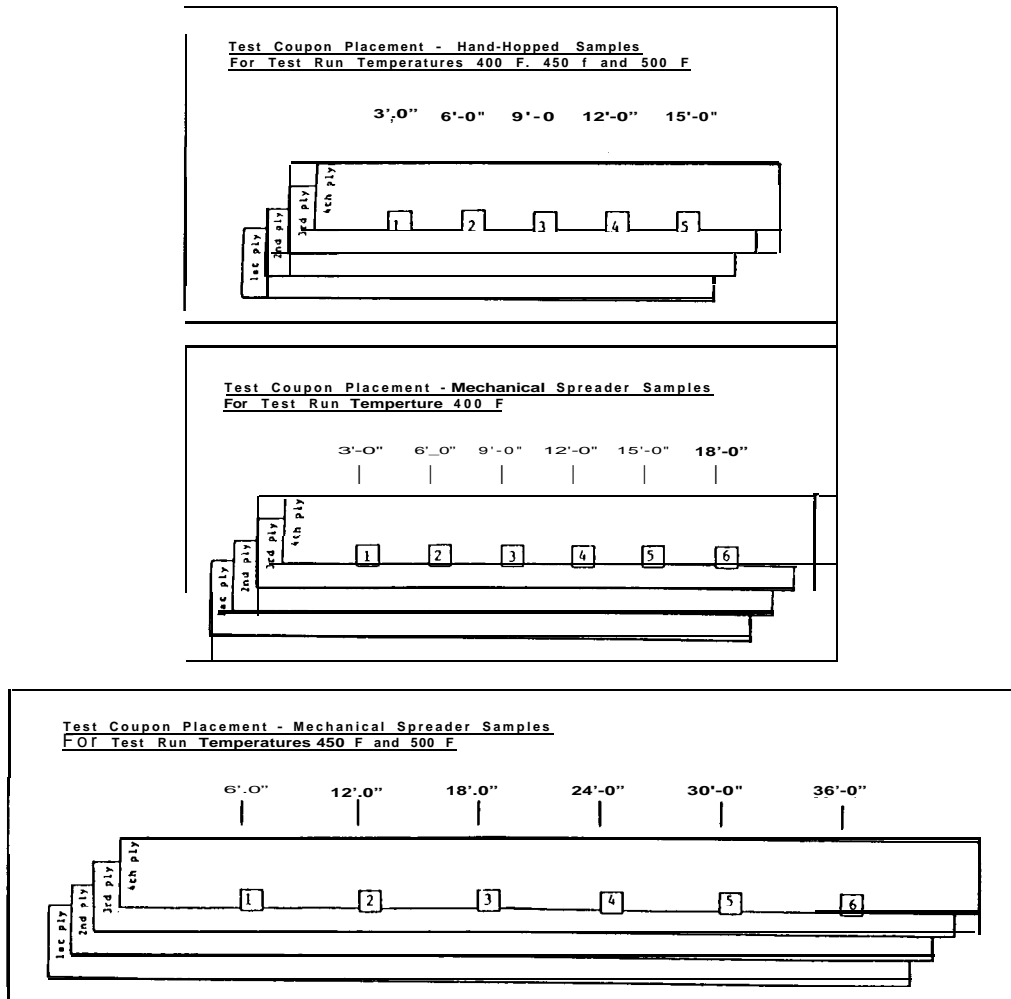 Test Coupon Placement - Hand-Hopped Samples
For Test Run Temperatures 400 F. 450 f and 500 F
3',0" 6'-0" 9'-0 12'-0" 15'-0"
4th ply
3rd ply
2nd ply
1st ply
1 2 3 4 5
Test Coupon Placement - Mechanical Spreader Samples
For Test Run Temperture 400 F
3'-0" 6'_0" 9'-0" 12'-0" 15'-0" 18'-0"
4th ply
3rd ply
2nd ply
1st ply
1 2 3 4 5 6
Test Coupon Placement - Mechanical Spreader Samples
For Test Run Temperatures 450 F and 500 F
6'.0" 12'.0" 18'.0" 24'-0" 30'-0" 36'-0"
4th ply
3rd ply
2nd ply
1st ply
1 2 3 4 5 6